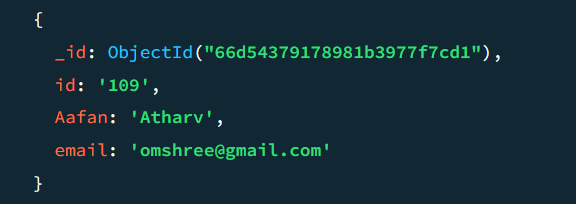 {
_id: ObjectId("66d54379178981b3977f7cd1"),
id: '109',
Aafan: 'Atharv',
email: 'omshree@gmail.com'
}